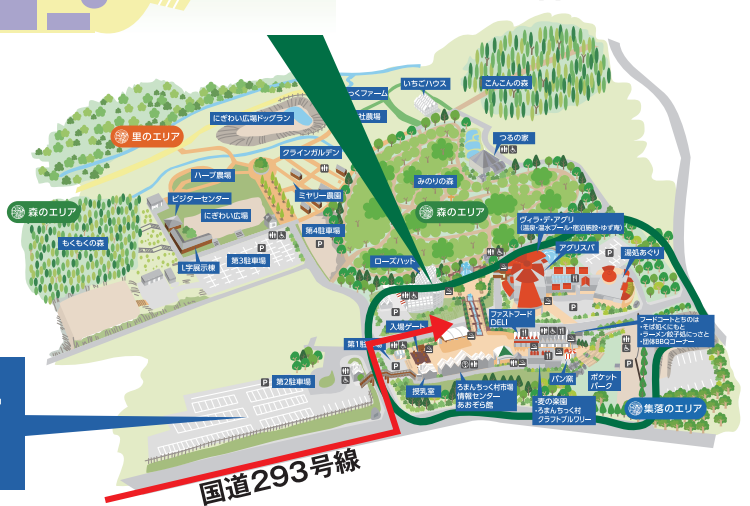 いちごハウス
こんこんの森
っくファーム
にぎわい広場ドッグラン
社農場
里のエリア
つるの家
クラインガルデン
ハーブ農場
みのりの森
ビジターセンター
ミヤリー農園
森のエリア
森のエリア
にぎわい広場
ヴィラ・デ・アグリ
(温泉・温水プール・宿泊施設・ゆず庵)
第4駐車場
もくもくの森
アグリスパ
湯処あぐり
P
L字展示棟
第3駐車場
ローズハット
P
P
P
ファストフード
DELI
フードコートとちのは
・そば処くにもと
・ラーメン餃子処にっさと
・団体BBQコーナー
入場ゲート
第1駐
P
P
P
第2駐車場
パン窯
ポケット
パーク
授乳室
ろまんちっく村市場
情報センター
あおぞら館
・麦の楽園
・ろまんちっく村
クラフトブルワリー
集落のエリア
国道293号線